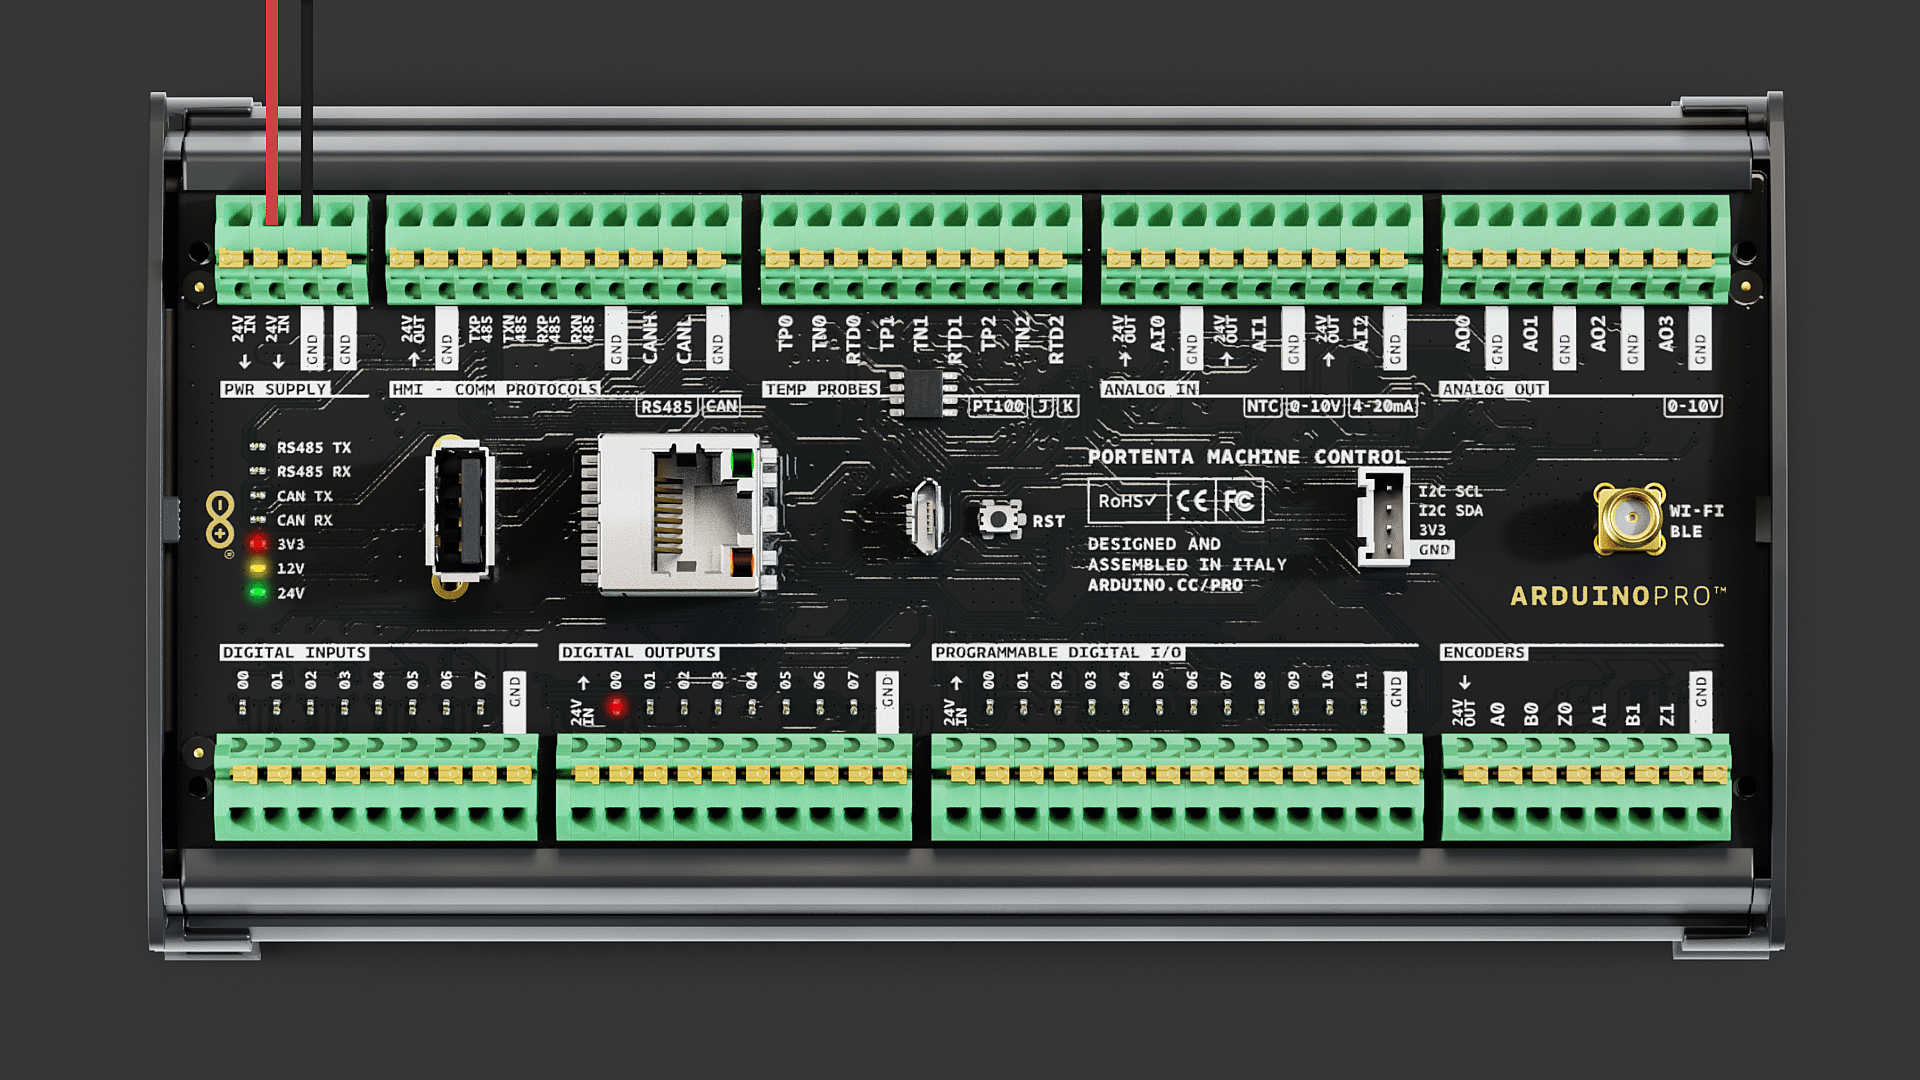 24V IN
24V IN
GND
GND
PWR SUPPLY
24V OUT
GND
TXP 485
TXN 485
RXP 485
RXN 485
GND
CANH
CANL
GND
HMI - COMM PROTOCOLS
RS485 CAN
TP0
TN0
RTD0
TP1
TN1
RTD1
TP2
TN2
RTD2
TEMP PROBES
PT100 J K
24V OUT
AI0
GND
24V OUT
AI1
GND
24V OUT
AI2
GND
ANALOG IN
NTC 0-10V 4-20mA
AO0
GND
AO1
GND
AO2
GND
AO3
GND
ANALOG OUT
0-10V
RS485 TX
RS485 RX
CAN TX
CAN RX
3V3
12V
24V
RST
PORTENTA MACHINE CONTROL
RoHS✓ CE FC
DESIGNED AND
ASSEMBLED IN ITALY
ARDUINO.CC/PRO
I2C SCL
I2C SDA
3V3
GND
WI-FI
BLE
ARDUINOPRO™
DIGITAL INPUTS
00
01
02
03
04
05
06
07
GND
DIGITAL OUTPUTS
24V IN
00
01
02
03
04
05
06
07
GND
PROGRAMMABLE DIGITAL I/O
24V IN
00
01
02
03
04
05
06
07
08
09
10
11
GND
ENCODERS
24V OUT
A0
B0
Z0
A1
B1
Z1
GND